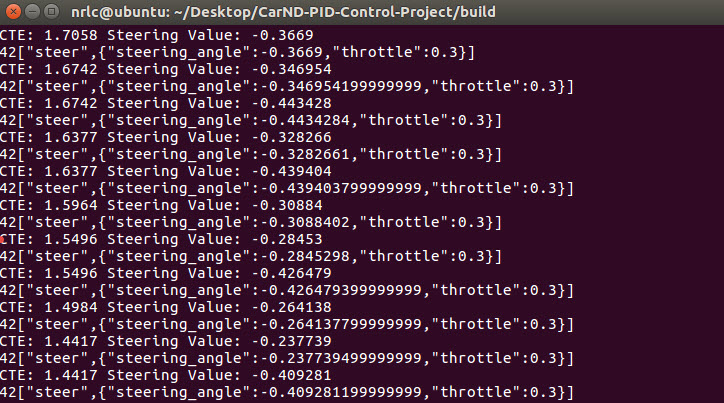 nrlc@ubuntu: ~/Desktop/CarND-PID-Control-Project/build
CTE: 1.7058 Steering Value: -0.3669
42["steer",{"steering_angle":-0.3669,"throttle":0.3}]
CTE: 1.6742 Steering Value: -0.346954
42["steer",{"steering_angle":-0.346954199999999,"throttle":0.3}]
CTE: 1.6742 Steering Value: -0.443428
42["steer",{"steering_angle":-0.4434284,"throttle":0.3}]
CTE: 1.6377 Steering Value: -0.328266
42["steer",{"steering_angle":-0.3282661,"throttle":0.3}]
CTE: 1.6377 Steering Value: -0.439404
42["steer",{"steering_angle":-0.439403799999999,"throttle":0.3}]
CTE: 1.5964 Steering Value: -0.30884
42["steer",{"steering_angle":-0.3088402,"throttle":0.3}]
CTE: 1.5496 Steering Value: -0.28453
42["steer",{"steering_angle":-0.2845298,"throttle":0.3}]
CTE: 1.5496 Steering Value: -0.426479
42["steer",{"steering_angle":-0.426479399999999,"throttle":0.3}]
CTE: 1.4984 Steering Value: -0.264138
42["steer",{"steering_angle":-0.264137799999999,"throttle":0.3}]
CTE: 1.4417 Steering Value: -0.237739
42["steer",{"steering_angle":-0.237739499999999,"throttle":0.3}]
CTE: 1.4417 Steering Value: -0.409281
42["steer",{"steering_angle":-0.409281199999999,"throttle":0.3}]